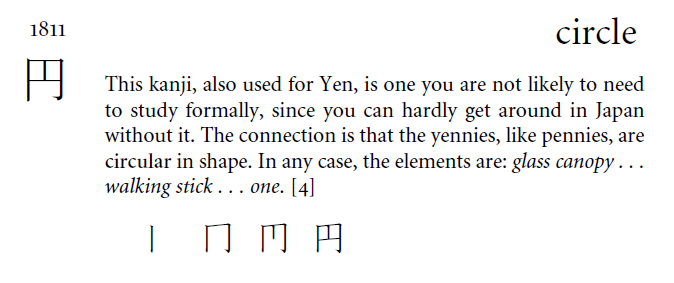 1811
circle
円
This kanji, also used for Yen, is one you are not likely to need
to study formally, since you can hardly get around in Japan
without it. The connection is that the yennies, like pennies, are
circular in shape. In any case, the elements are: glass canopy . . .
walking stick . . . one. [4]
丨 冂 ⺆ 円